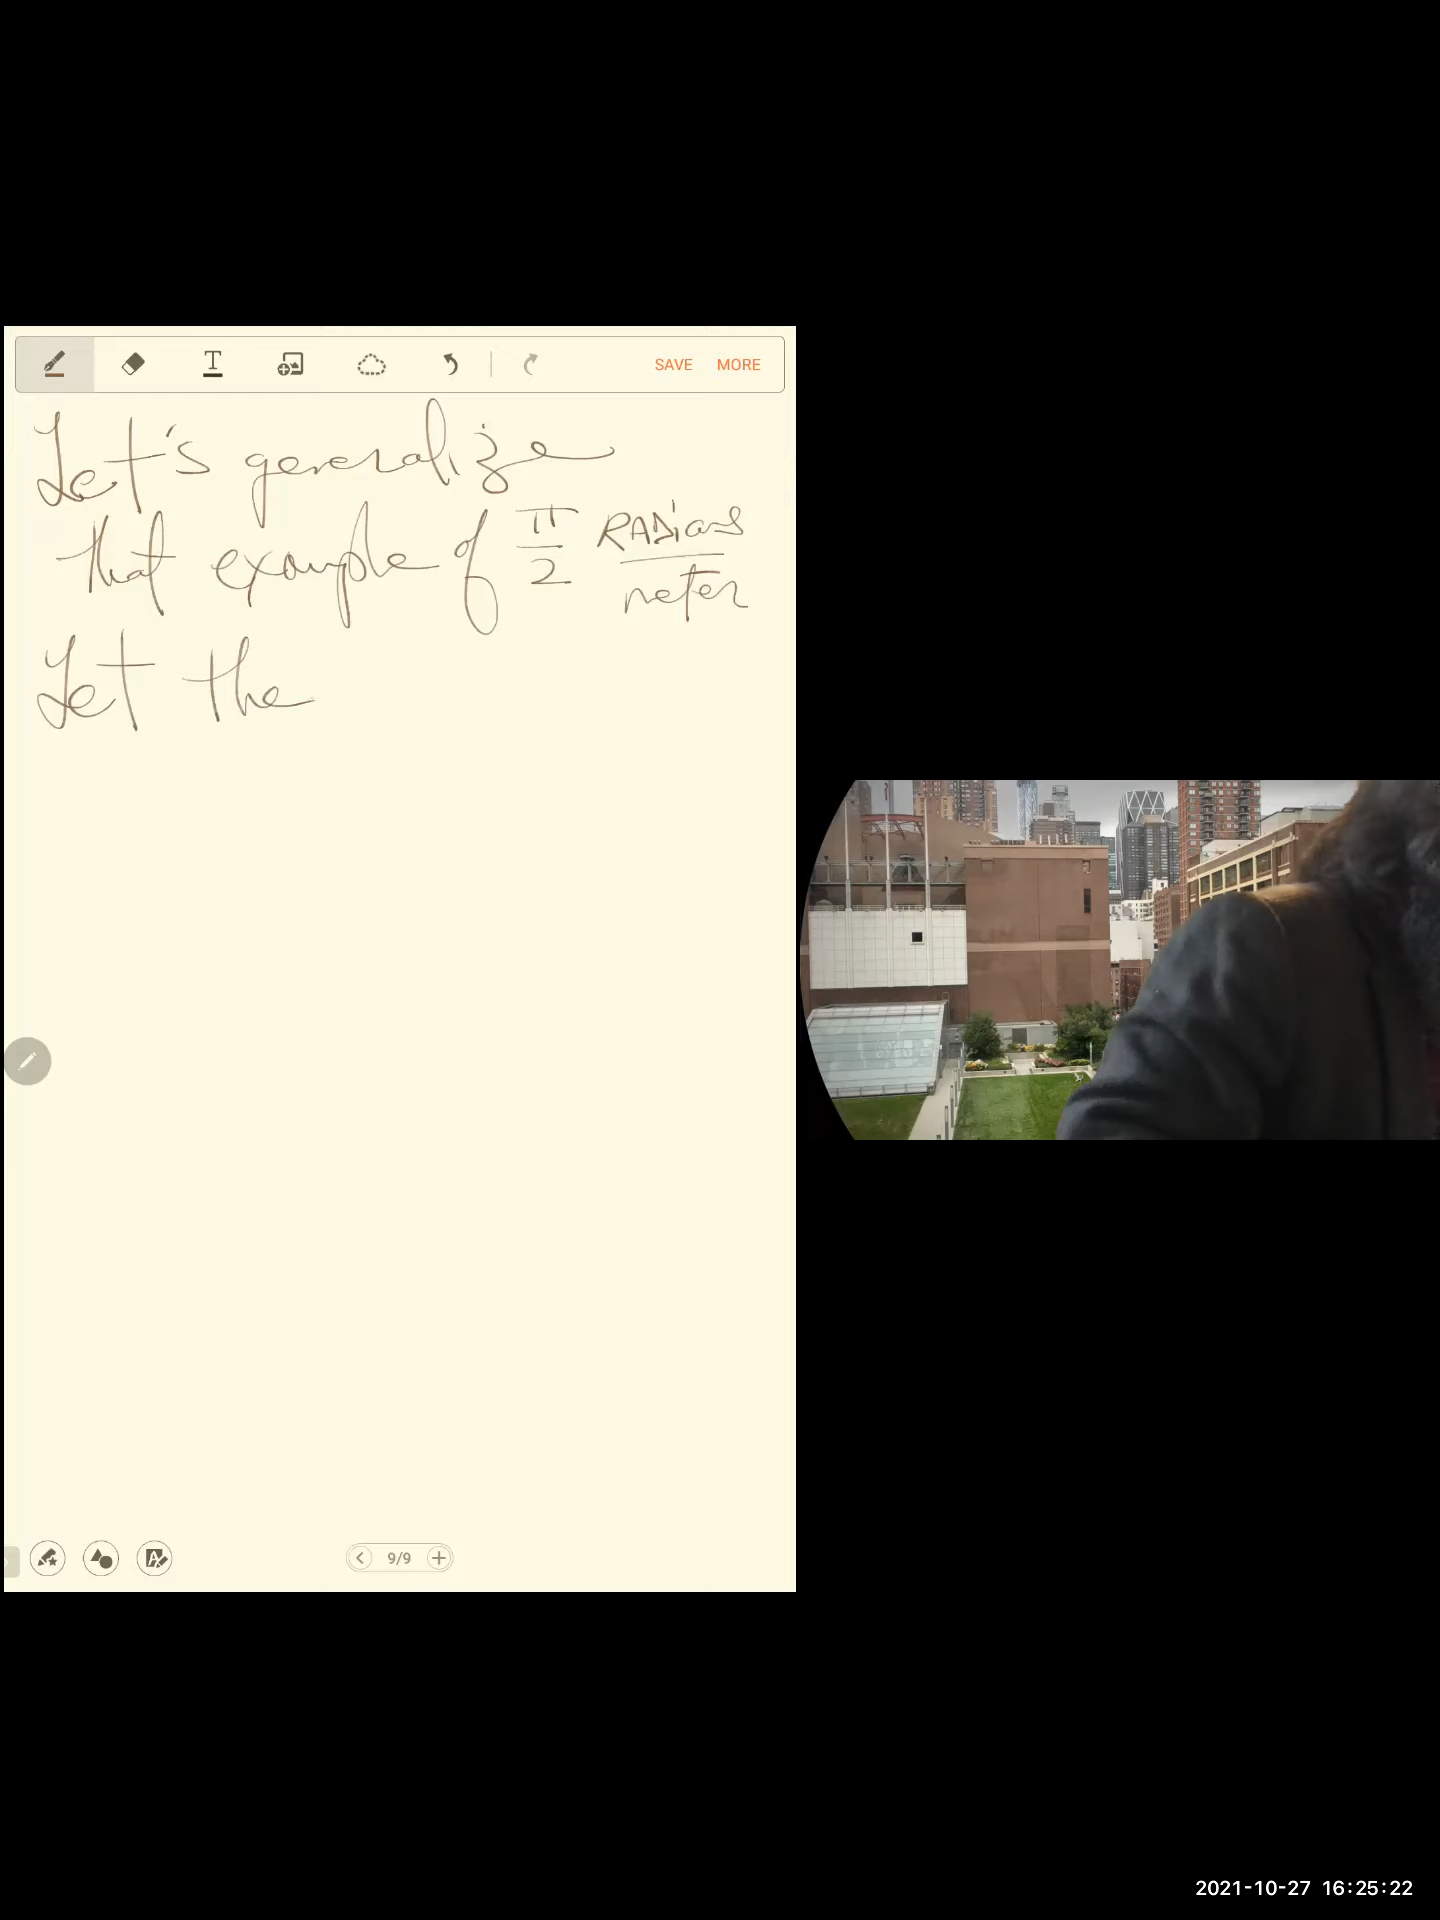 T
SAVE
MORE
Let's generalize
that example of π/2 RADians/meter
Let the
A
9/9
2021-10-27 16:25:22